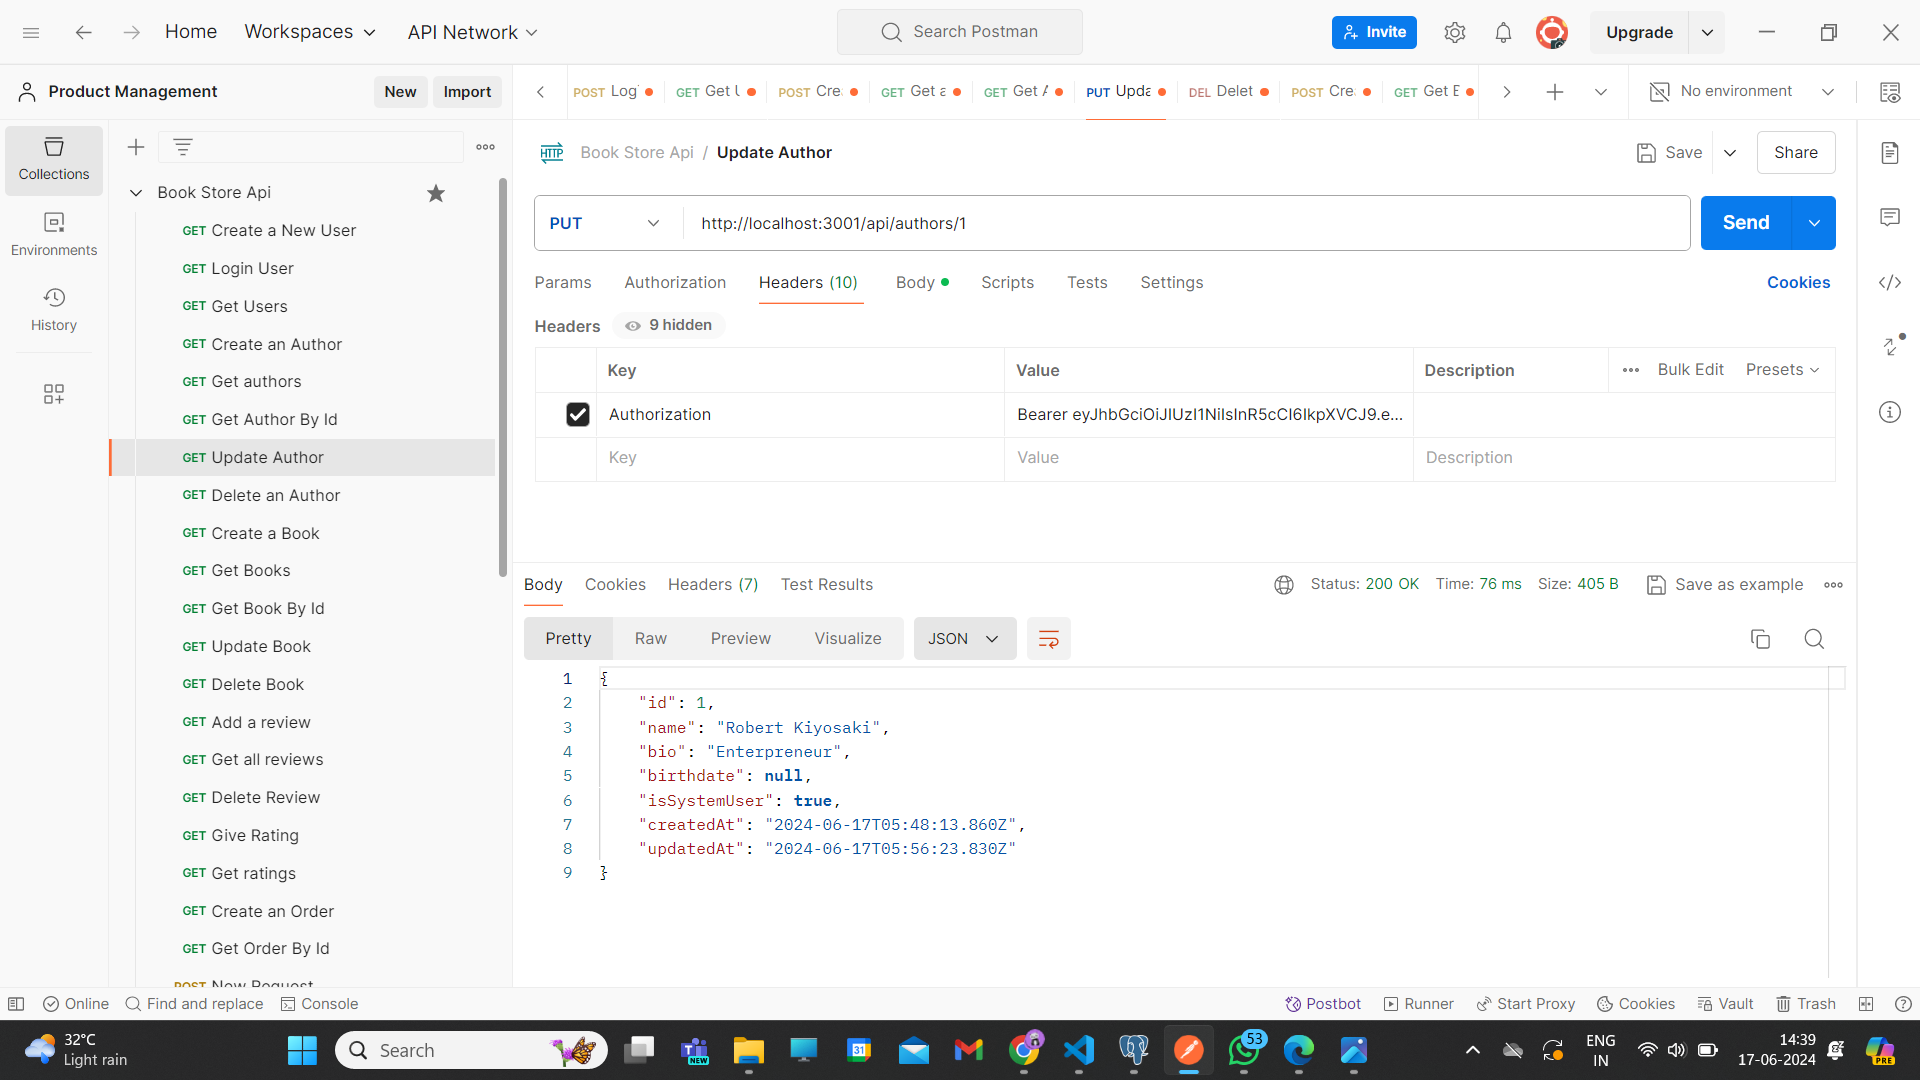 Home Workspaces API Network Search Postman Invite Upgrade
Product Management New Import
POST Log GET Get POST Cre GET Get a GET Get A PUT Upda DEL Delet POST Cre GET Get No environment
Collections
Environments
History
Book Store Api
GET Create a New User
GET Login User
GET Get Users
GET Create an Author
GET Get authors
GET Get Author By Id
GET Update Author
GET Delete an Author
GET Create a Book
GET Get Books
GET Get Book By Id
GET Update Book
GET Delete Book
GET Add a review
GET Get all reviews
GET Delete Review
GET Give Rating
GET Get ratings
GET Create an Order
GET Get Order By Id
POST New Request
HTTP Book Store Api / Update Author Save Share
PUT http://localhost:3001/api/authors/1 Send
Params Authorization Headers (10) Body Scripts Tests Settings Cookies
Headers 9 hidden
Key Value Description Bulk Edit Presets
Authorization Bearer eyJhbGciOiJIUzI1NiIsInR5cCI6IkpXVCJ9.e...
Key Value Description
Body Cookies Headers (7) Test Results Status: 200 OK Time: 76 ms Size: 405 B Save as example
Pretty Raw Preview Visualize JSON
1 {
2 "id": 1,
3 "name": "Robert Kiyosaki",
4 "bio": "Enterpreneur",
5 "birthdate": null,
6 "isSystemUser": true,
7 "createdAt": "2024-06-17T05:48:13.860Z",
8 "updatedAt": "2024-06-17T05:56:23.830Z"
9 }
Online Find and replace Console Postbot Runner Start Proxy Cookies Vault Trash
32°C
Light rain
Search
NEW
31
53
ENG
IN
14:39
17-06-2024
PRE